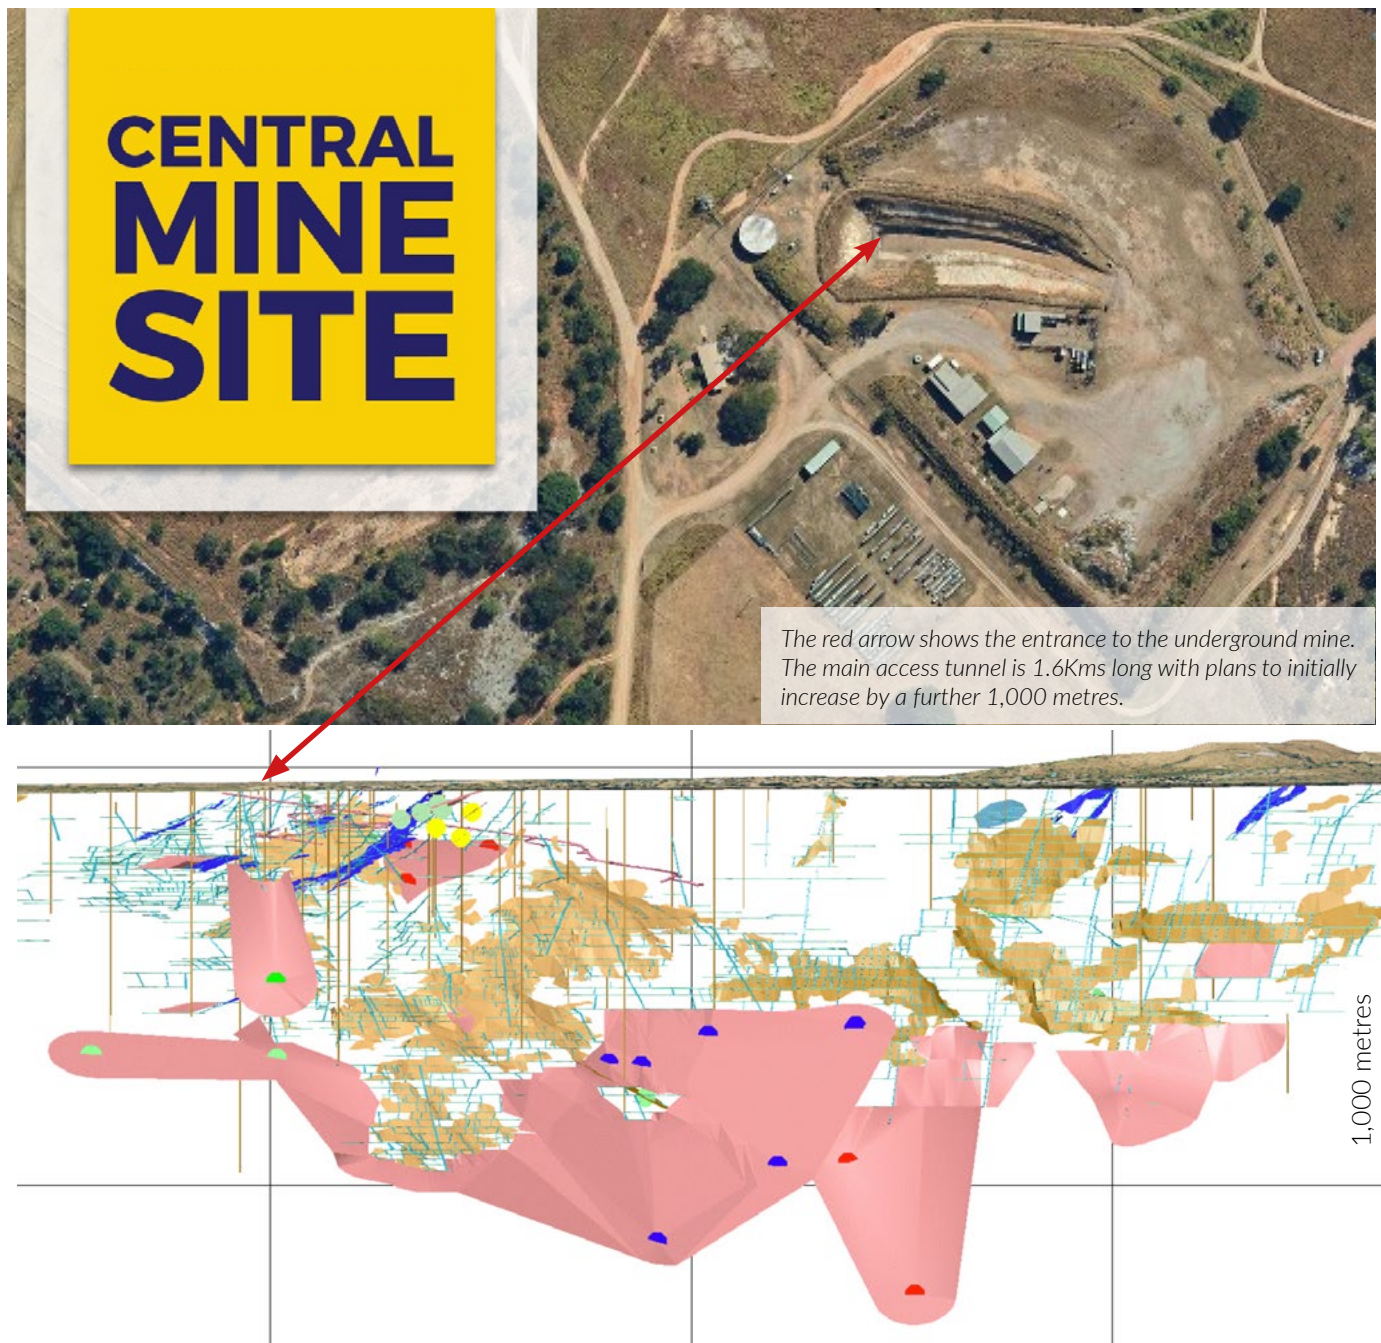 CENTRAL
MINE
SITE
The red arrow shows the entrance to the underground mine.
The main access tunnel is 1.6Kms long with plans to initially
increase by a further 1,000 metres.
1,000 metres